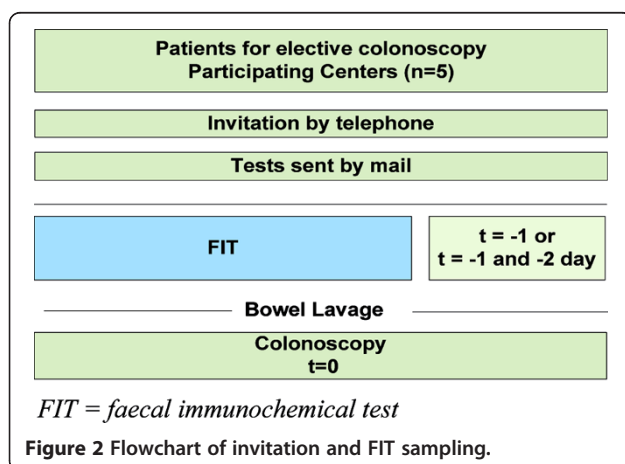 Patients for elective colonoscopy
Participating Centers (n=5)
Invitation by telephone
Tests sent by mail
FIT
t = -1 or
t = -1 and -2 day
Bowel Lavage
Colonoscopy
t=0
FIT = faecal immunochemical test
Figure 2 Flowchart of invitation and FIT sampling.